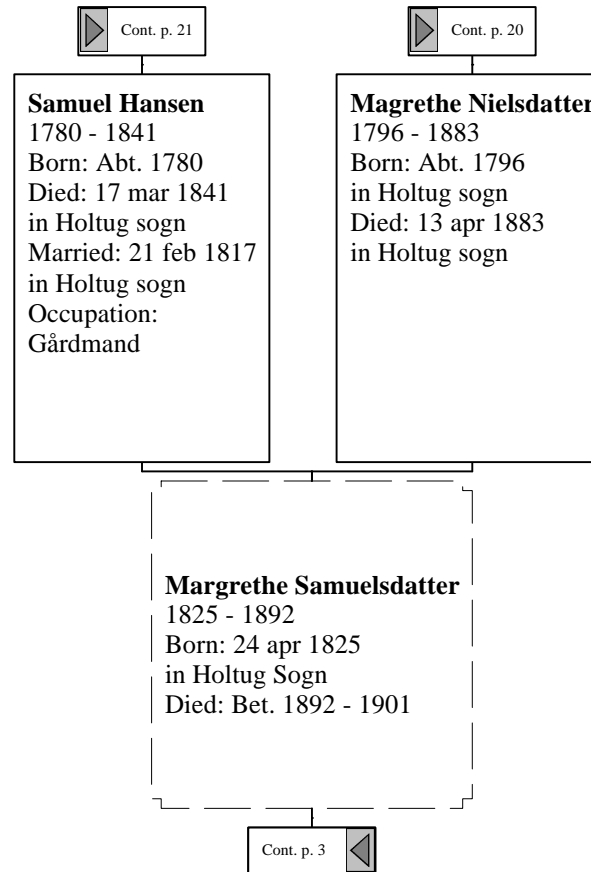 Cont. p. 21
Cont. p. 20
Samuel Hansen
1780 - 1841
Born: Abt. 1780
Died: 17 mar 1841
in Holtug sogn
Married: 21 feb 1817
in Holtug sogn
Occupation:
Gårdmand
Magrethe Nielsdatter
1796 - 1883
Born: Abt. 1796
in Holtug sogn
Died: 13 apr 1883
in Holtug sogn
Margrethe Samuelsdatter
1825 - 1892
Born: 24 apr 1825
in Holtug Sogn
Died: Bet. 1892 - 1901
Cont. p. 3